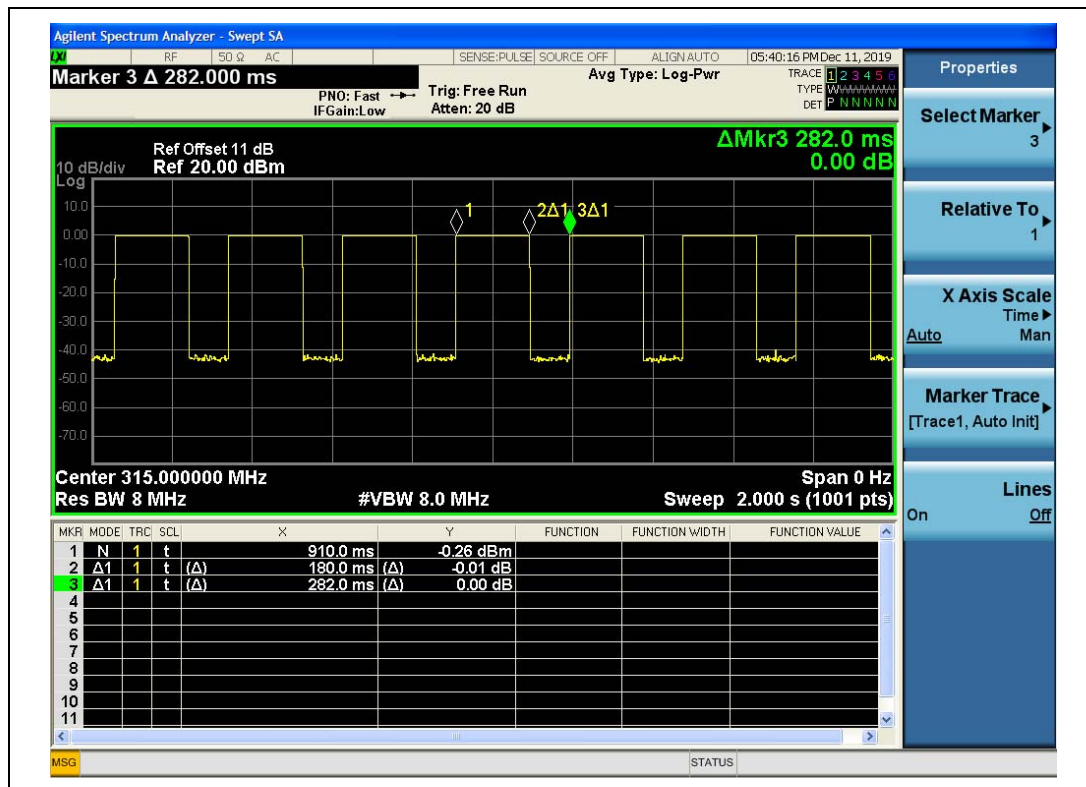 Agilent Spectrum Analyzer - Swept SA
LXI RF 50 Ω AC SENSE:PULSE SOURCE OFF ALIGNAUTO 05:40:16 PM Dec 11, 2019
Marker 3 Δ 282.000 ms
PNO: Fast
IFGain:Low
Trig: Free Run
Atten: 20 dB
Avg Type: Log-Pwr
TRACE 1 2 3 4 5 6
TYPE
DET P N N N N N
ΔMkr3 282.0 ms
0.00 dB
Ref Offset 11 dB
10 dB/div Ref 20.00 dBm
Log
10.0
0.00
-10.0
-20.0
-30.0
-40.0
-50.0
-60.0
-70.0
1
2Δ1
3Δ1
Center 315.000000 MHz Span 0 Hz
Res BW 8 MHz #VBW 8.0 MHz Sweep 2.000 s (1001 pts)
MKR MODE TRC SCL X Y FUNCTION FUNCTION WIDTH FUNCTION VALUE
1 N 1 t 910.0 ms -0.26 dBm
2 Δ1 1 t (Δ) 180.0 ms (Δ) -0.01 dB
3 Δ1 1 t (Δ) 282.0 ms (Δ) 0.00 dB
4
5
6
7
8
9
10
11
MSG STATUS
Properties
Select Marker
3
Relative To
1
X Axis Scale
Time
Auto Man
Marker Trace
[Trace1, Auto Init]
Lines
On Off